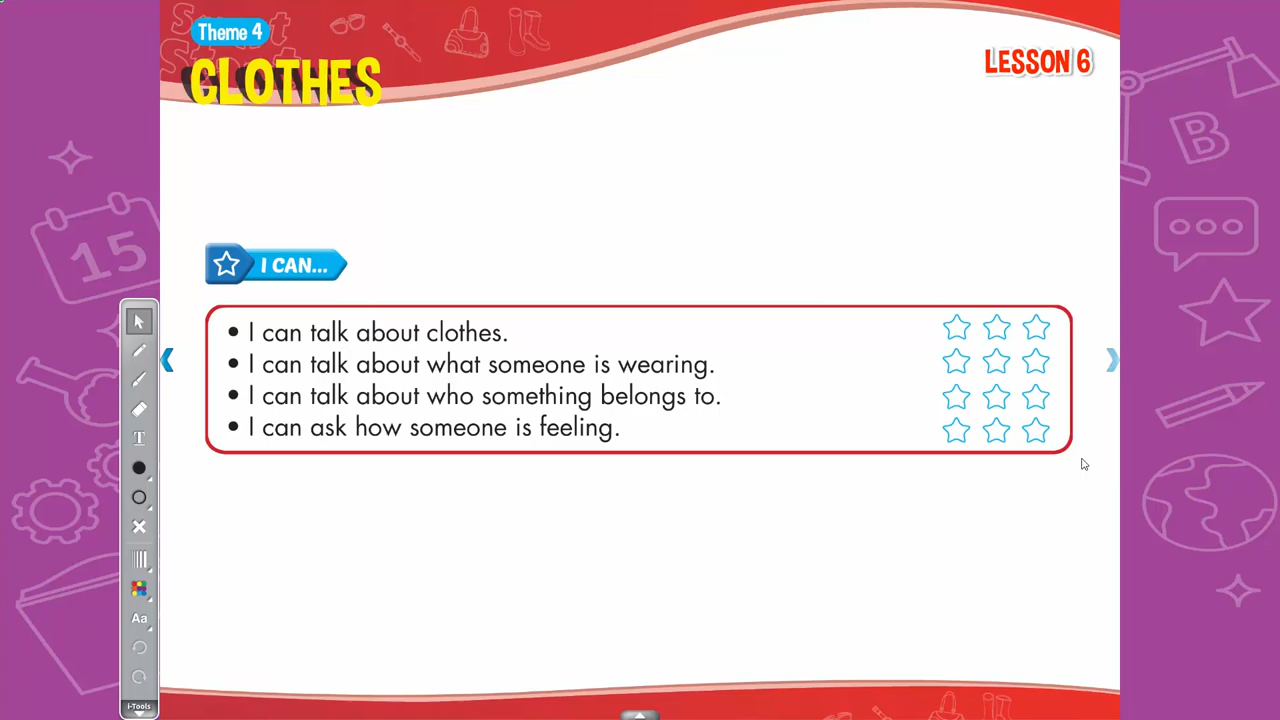 Theme 4
CLOTHES
LESSON 6
I CAN...
• I can talk about clothes.
• I can talk about what someone is wearing.
• I can talk about who something belongs to.
• I can ask how someone is feeling.
15
B
T
Aa
i-Tools